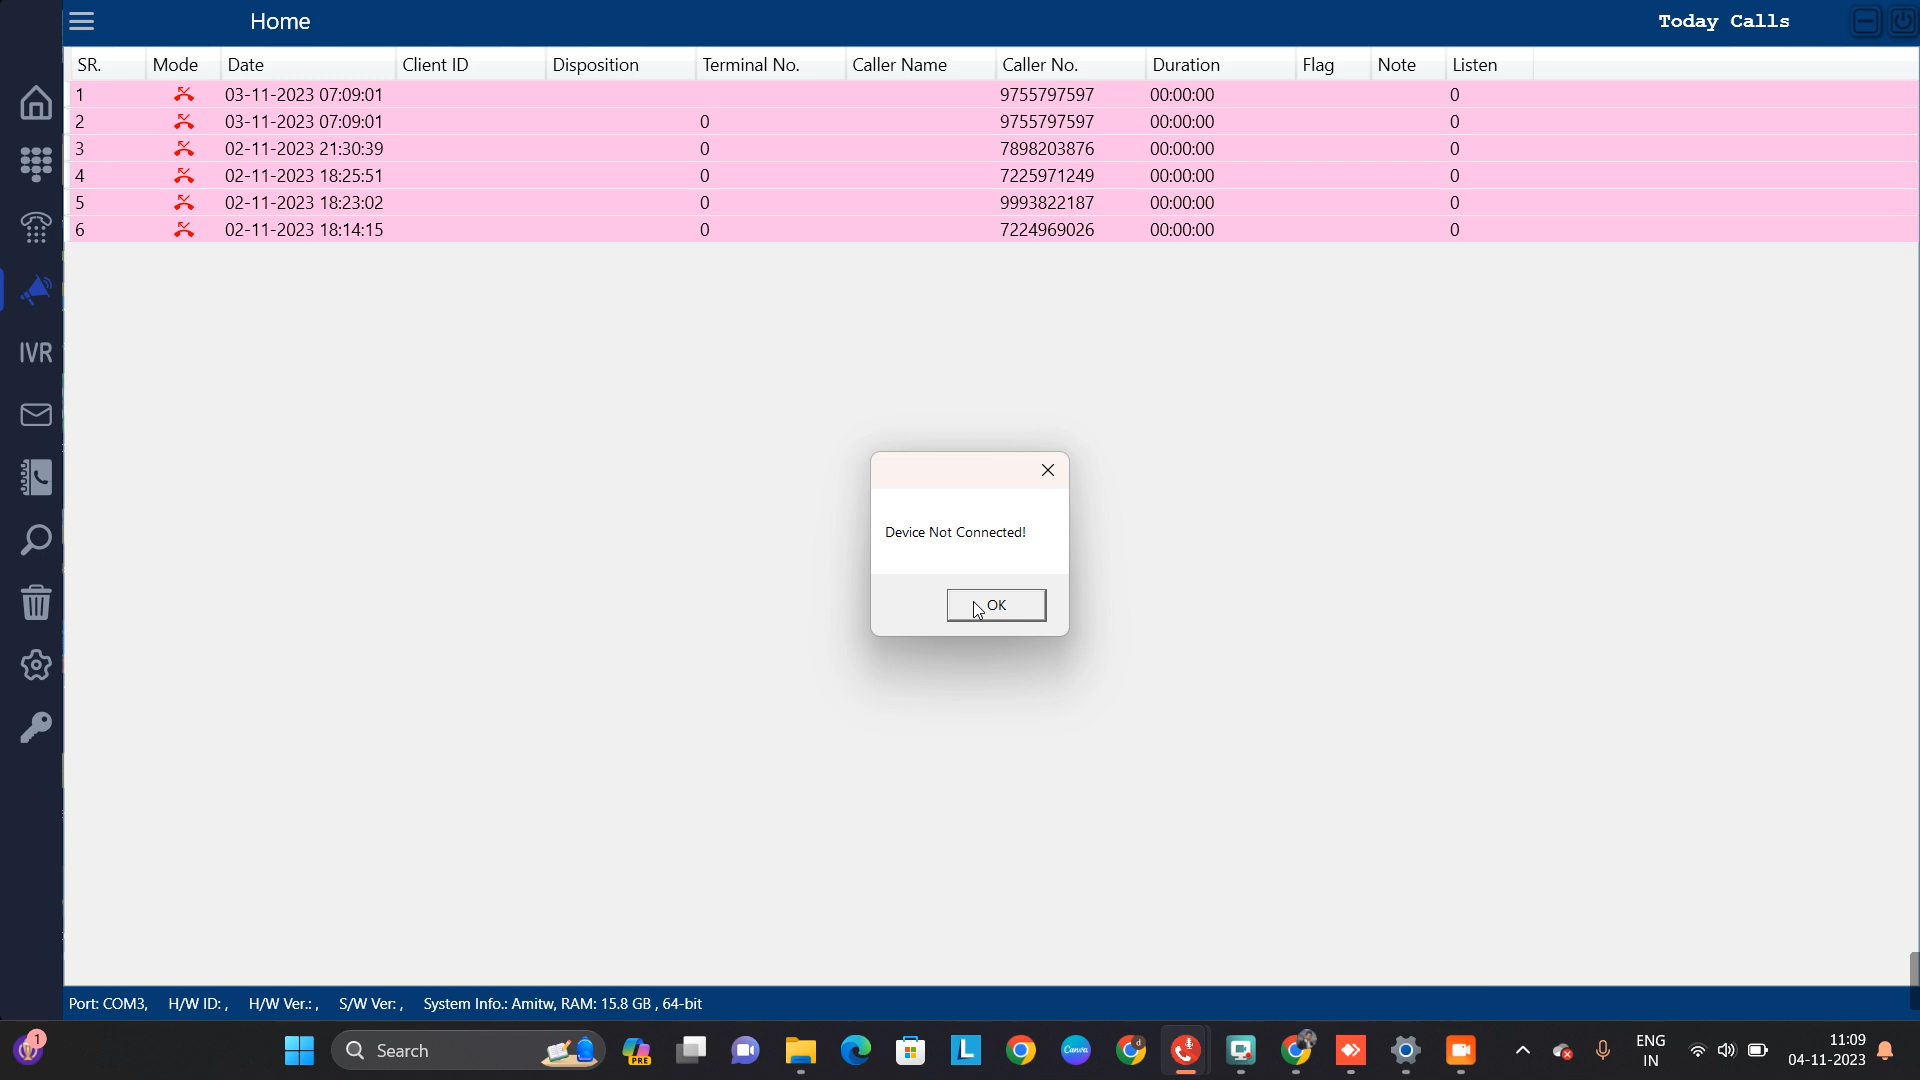 Home
Today Calls
SR. Mode Date Client ID Disposition Terminal No. Caller Name Caller No. Duration Flag Note Listen
1 03-11-2023 07:09:01 9755797597 00:00:00 0
2 03-11-2023 07:09:01 0 9755797597 00:00:00 0
3 02-11-2023 21:30:39 0 7898203876 00:00:00 0
4 02-11-2023 18:25:51 0 7225971249 00:00:00 0
5 02-11-2023 18:23:02 0 9993822187 00:00:00 0
6 02-11-2023 18:14:15 0 7224969026 00:00:00 0
IVR
Device Not Connected!
OK
Port: COM3, H/W ID: , H/W Ver.: , S/W Ver: , System Info.: Amitw, RAM: 15.8 GB , 64-bit
1
Search
PRE
L
Canva
d
ENG
IN
11:09
04-11-2023